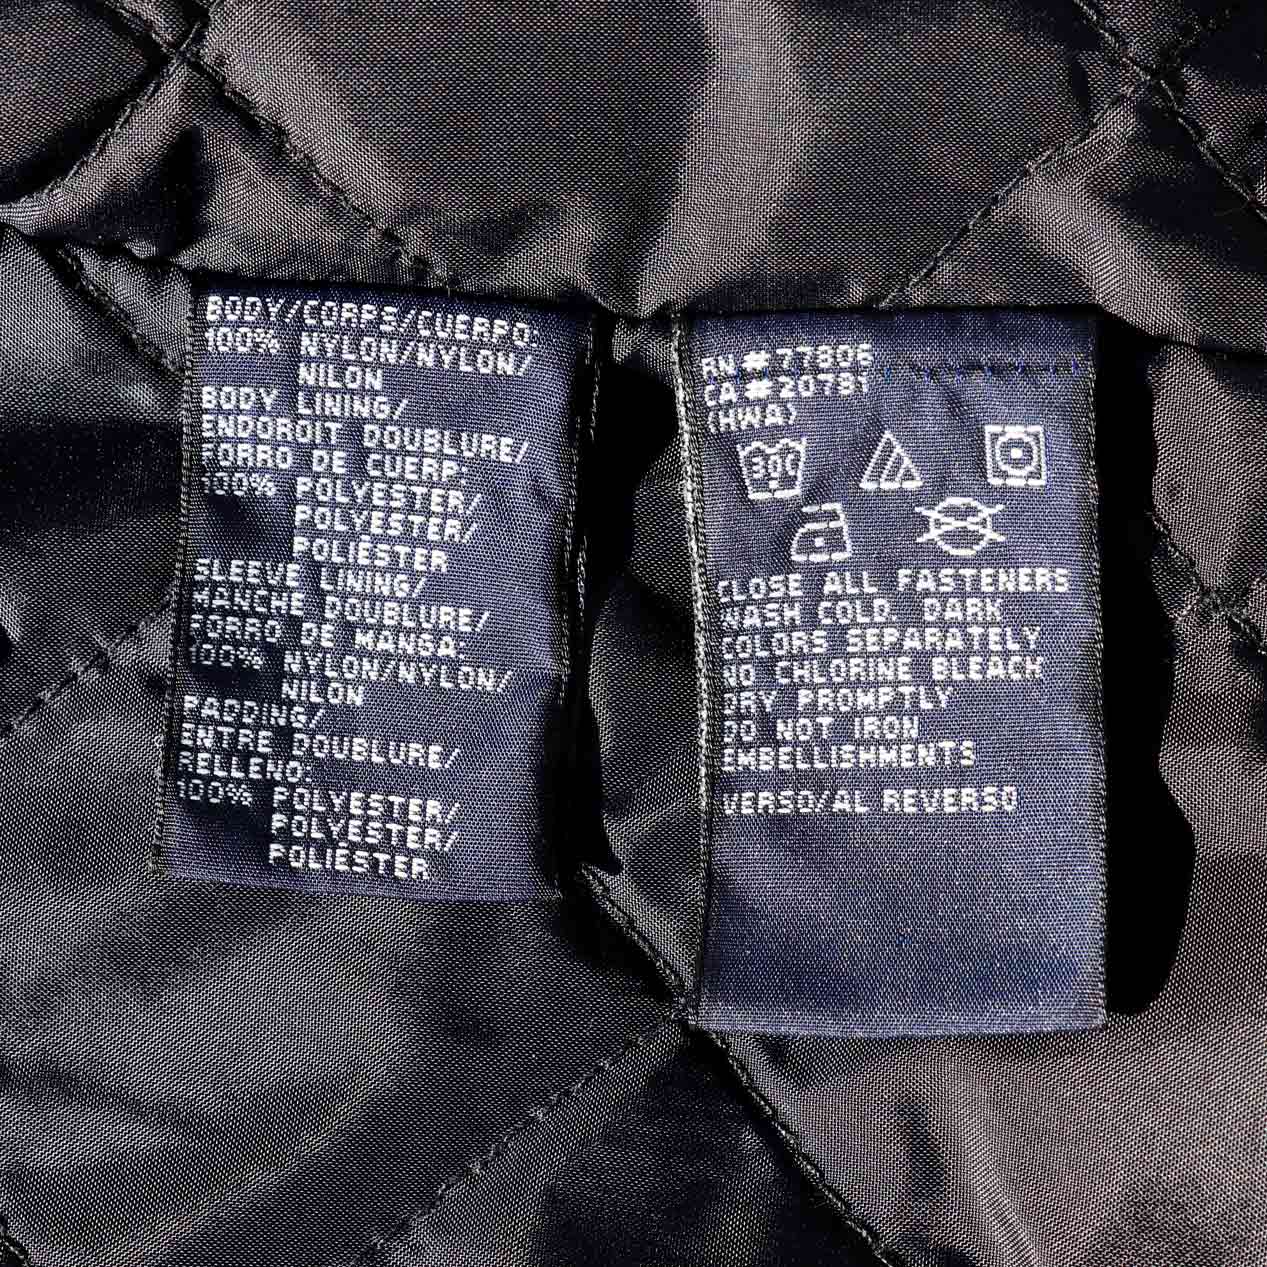 BODY/CORPS/CUERPO:
100% NYLON/NYLON/
NILON
BODY LINING/
ENDOROIT DOUBLURE/
FORRO DE CUERP:
100% POLYESTER/
POLYESTER/
POLIÉSTER
SLEEVE LINING/
MANCHE DOUBLURE/
FORRO DE MANGA:
100% NYLON/NYLON/
NILON
PADDING/
ENTRE DOUBLURE/
RELLENO:
100% POLYESTER/
POLYESTER/
POLIÉSTER
RN #77806
CA #20781
(HWA)
30C
CLOSE ALL FASTENERS
WASH COLD DARK
COLORS SEPARATELY
NO CHLORINE BLEACH
DRY PROMPTLY
DO NOT IRON
EMBELLISHMENTS
VERSO/AL REVERSO